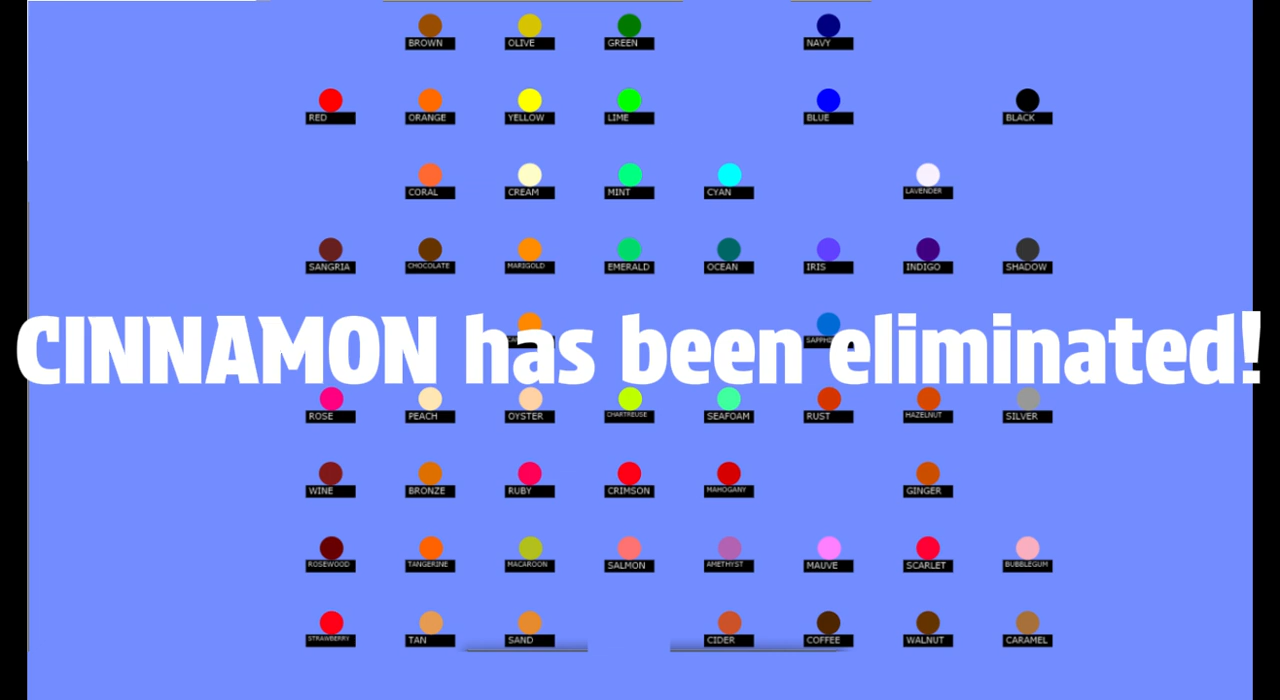 BROWN OLIVE GREEN NAVY
RED ORANGE YELLOW LIME BLUE BLACK
CORAL CREAM MINT CYAN LAVENDER
SANGRIA CHOCOLATE MARIGOLD EMERALD OCEAN IRIS INDIGO SHADOW
CINNAMON has been eliminated!
ROSE PEACH OYSTER CHARTREUSE SEAFOAM RUST HAZELNUT SILVER
WINE BRONZE RUBY CRIMSON MAHOGANY GINGER
ROSEWOOD TANGERINE MACAROON SALMON AMETHYST MAUVE SCARLET BUBBLEGUM
STRAWBERRY TAN SAND CIDER COFFEE WALNUT CARAMEL